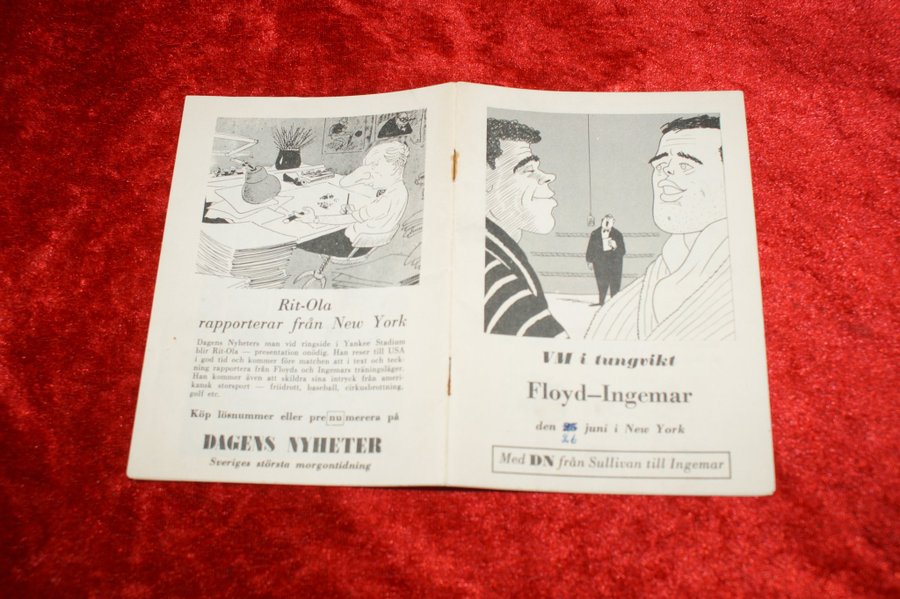 Rit-Ola
rapporterar från New York
Dagens Nyheters man vid ringside i Yankee Stadium
blir Rit-Ola — presentation onödig. Han reser till USA
i god tid och kommer före matchen att i text och teck-
ning rapportera från Floyds och Ingemars träningsläger.
Han kommer även att skildra sina intryck från ameri-
kansk storsport — friidrott, baseball, cirkusbrottning,
golf etc.
Köp lösnummer eller prenumerera på
DAGENS NYHETER
Sveriges största morgontidning
VM i tungvikt
Floyd—Ingemar
den 25 juni i New York
26
Med DN från Sullivan till Ingemar